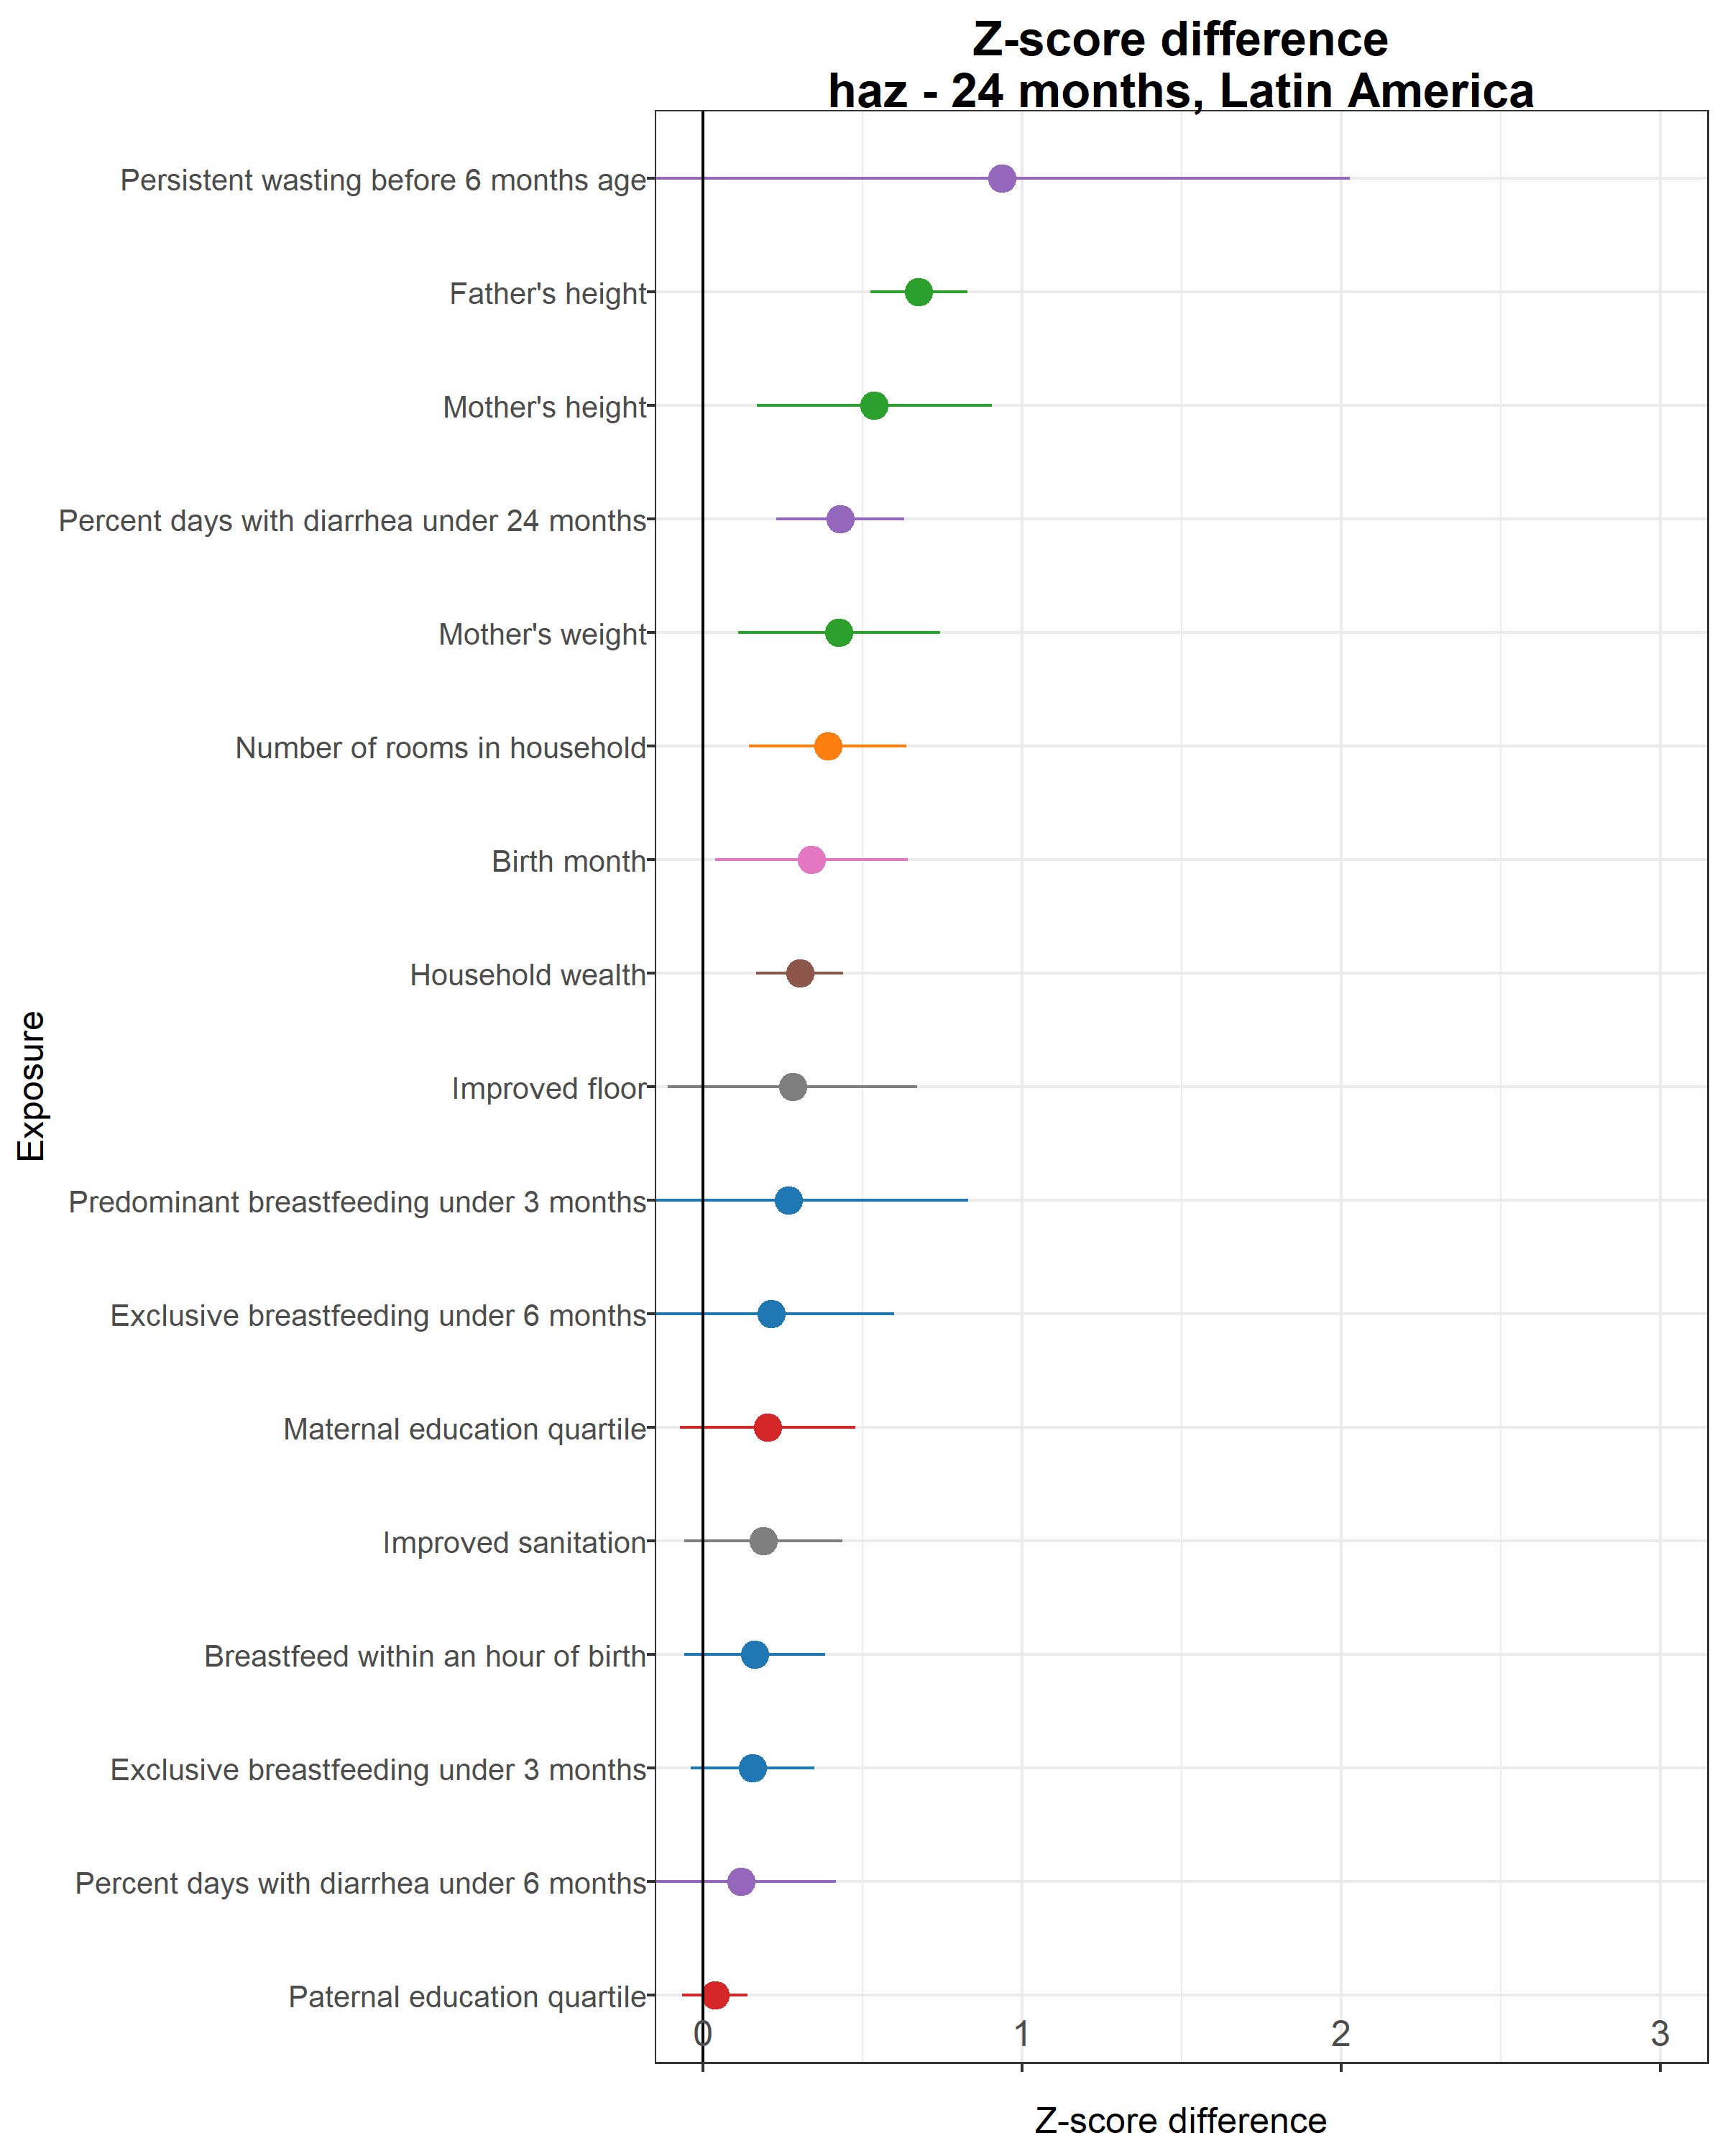 Z-score difference
haz - 24 months, Latin America
Persistent wasting before 6 months age
Father's height
Mother's height
Percent days with diarrhea under 24 months
Mother's weight
Number of rooms in household
Birth month
Household wealth
Improved floor
Predominant breastfeeding under 3 months
Exclusive breastfeeding under 6 months
Maternal education quartile
Improved sanitation
Breastfeed within an hour of birth
Exclusive breastfeeding under 3 months
Percent days with diarrhea under 6 months
Paternal education quartile
Exposure
0 1 2 3
Z-score difference